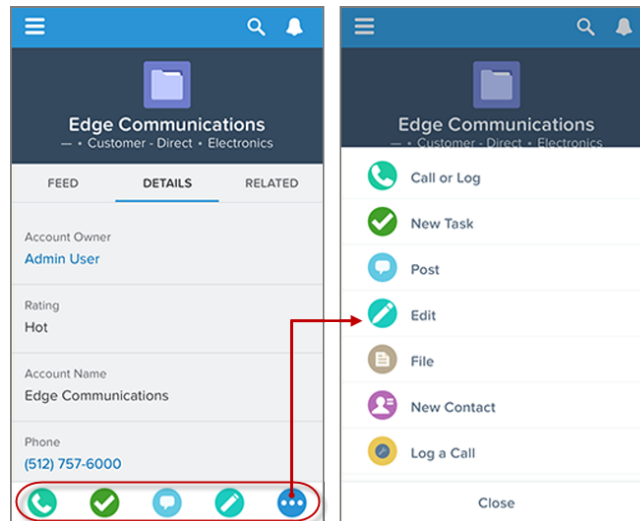 Edge Communications
— • Customer - Direct • Electronics
FEED DETAILS RELATED
Account Owner
Admin User
Rating
Hot
Account Name
Edge Communications
Phone
(512) 757-6000
Edge Communications
— • Customer - Direct • Electronics
Call or Log
New Task
Post
Edit
File
New Contact
Log a Call
Close